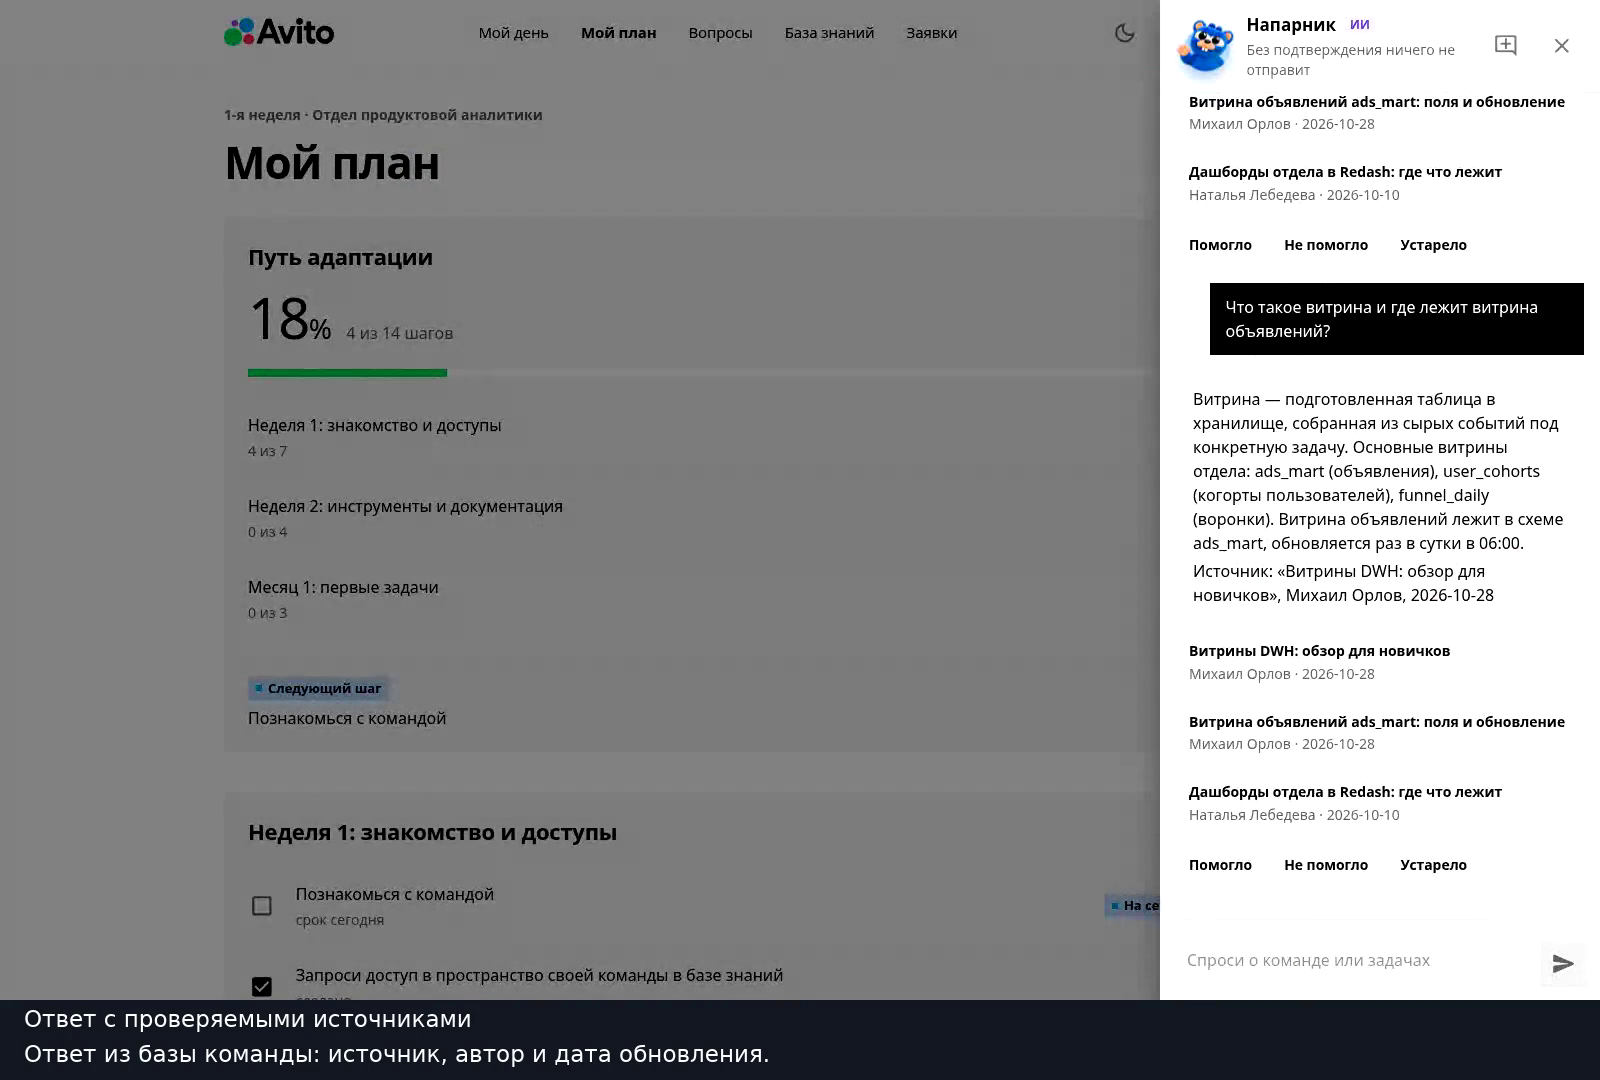 Avito
Мой день
Мой план
Вопросы
База знаний
Заявки
1-я неделя · Отдел продуктовой аналитики
Мой план
Путь адаптации
18% 4 из 14 шагов
Неделя 1: знакомство и доступы
4 из 7
Неделя 2: инструменты и документация
0 из 4
Месяц 1: первые задачи
0 из 3
Следующий шаг
Познакомься с командой
Неделя 1: знакомство и доступы
Познакомься с командой
срок сегодня
На се
Запроси доступ в пространство своей команды в базе знаний
Напарник ИИ
Без подтверждения ничего не
отправит
Витрина объявлений ads_mart: поля и обновление
Михаил Орлов · 2026-10-28
Дашборды отдела в Redash: где что лежит
Наталья Лебедева · 2026-10-10
Помогло Не помогло Устарело
Что такое витрина и где лежит витрина
объявлений?
Витрина — подготовленная таблица в
хранилище, собранная из сырых событий под
конкретную задачу. Основные витрины
отдела: ads_mart (объявления), user_cohorts
(когорты пользователей), funnel_daily
(воронки). Витрина объявлений лежит в схеме
ads_mart, обновляется раз в сутки в 06:00.
Источник: «Витрины DWH: обзор для
новичков», Михаил Орлов, 2026-10-28
Витрины DWH: обзор для новичков
Михаил Орлов · 2026-10-28
Витрина объявлений ads_mart: поля и обновление
Михаил Орлов · 2026-10-28
Дашборды отдела в Redash: где что лежит
Наталья Лебедева · 2026-10-10
Помогло Не помогло Устарело
Спроси о команде или задачах
Ответ с проверяемыми источниками
Ответ из базы команды: источник, автор и дата обновления.